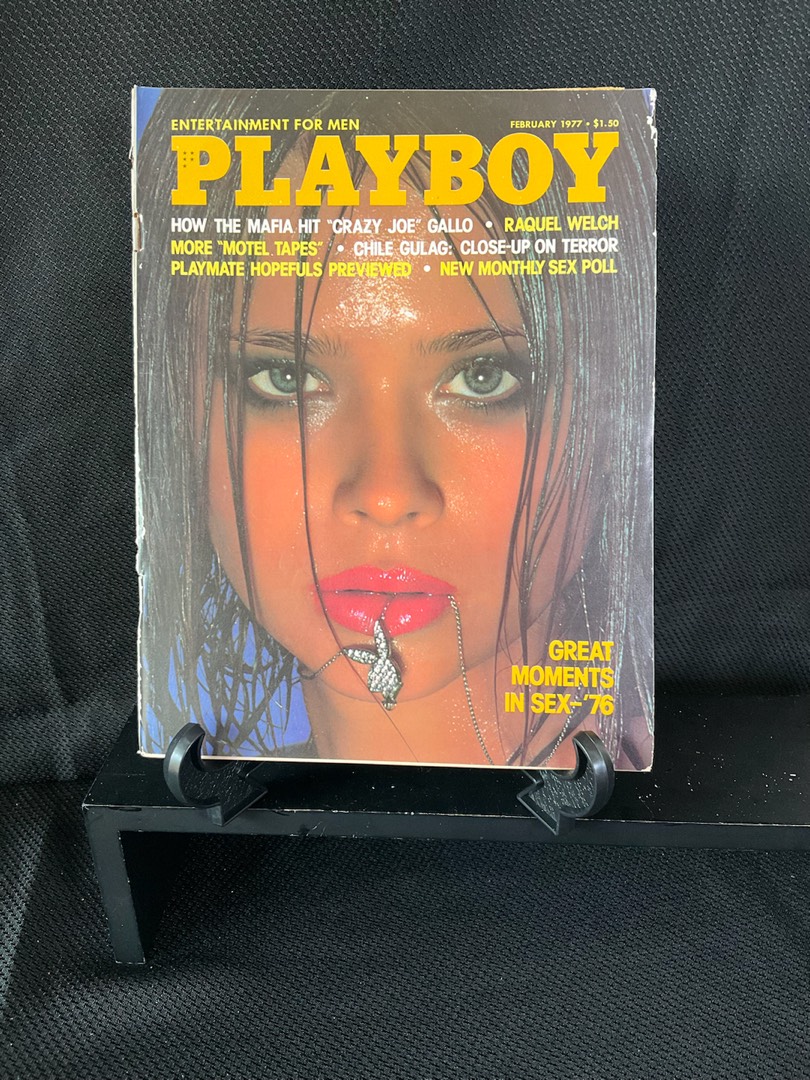 ENTERTAINMENT FOR MEN FEBRUARY 1977 • $1.50
PLAYBOY
HOW THE MAFIA HIT "CRAZY JOE" GALLO • RAQUEL WELCH
MORE "MOTEL TAPES" • CHILE GULAG: CLOSE-UP ON TERROR
PLAYMATE HOPEFULS PREVIEWED • NEW MONTHLY SEX POLL
GREAT
MOMENTS
IN SEX–'76